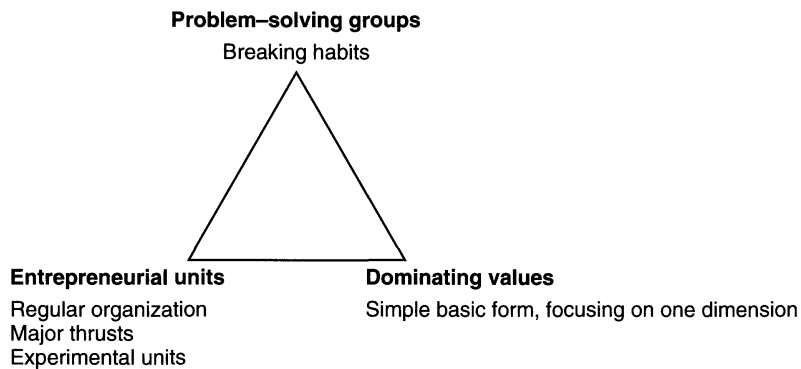 Problem–solving groups
Breaking habits
Entrepreneurial units
Regular organization
Major thrusts
Experimental units
Dominating values
Simple basic form, focusing on one dimension